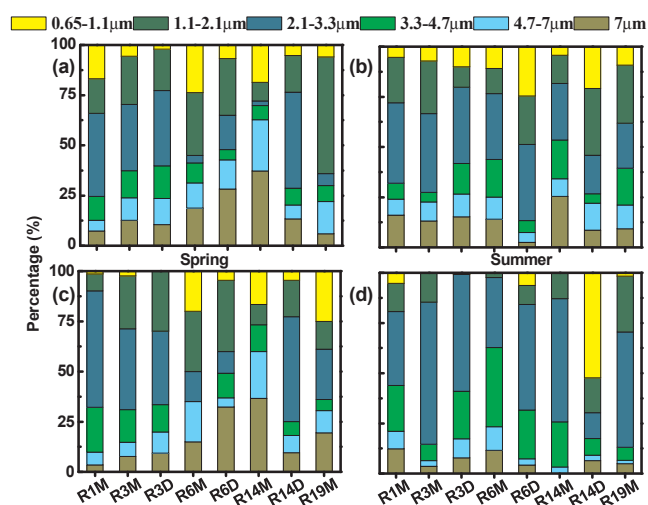 0.65-1.1μm 1.1-2.1μm 2.1-3.3μm 3.3-4.7μm 4.7-7μm 7μm
100
(a)
(b)
75
50
25
0
Percentage (%)
Spring
Summer
100
(c)
(d)
75
50
25
0
R1M R3M R3D R6M R6D R14M R14D R19M
R1M R3M R3D R6M R6D R14M R14D R19M